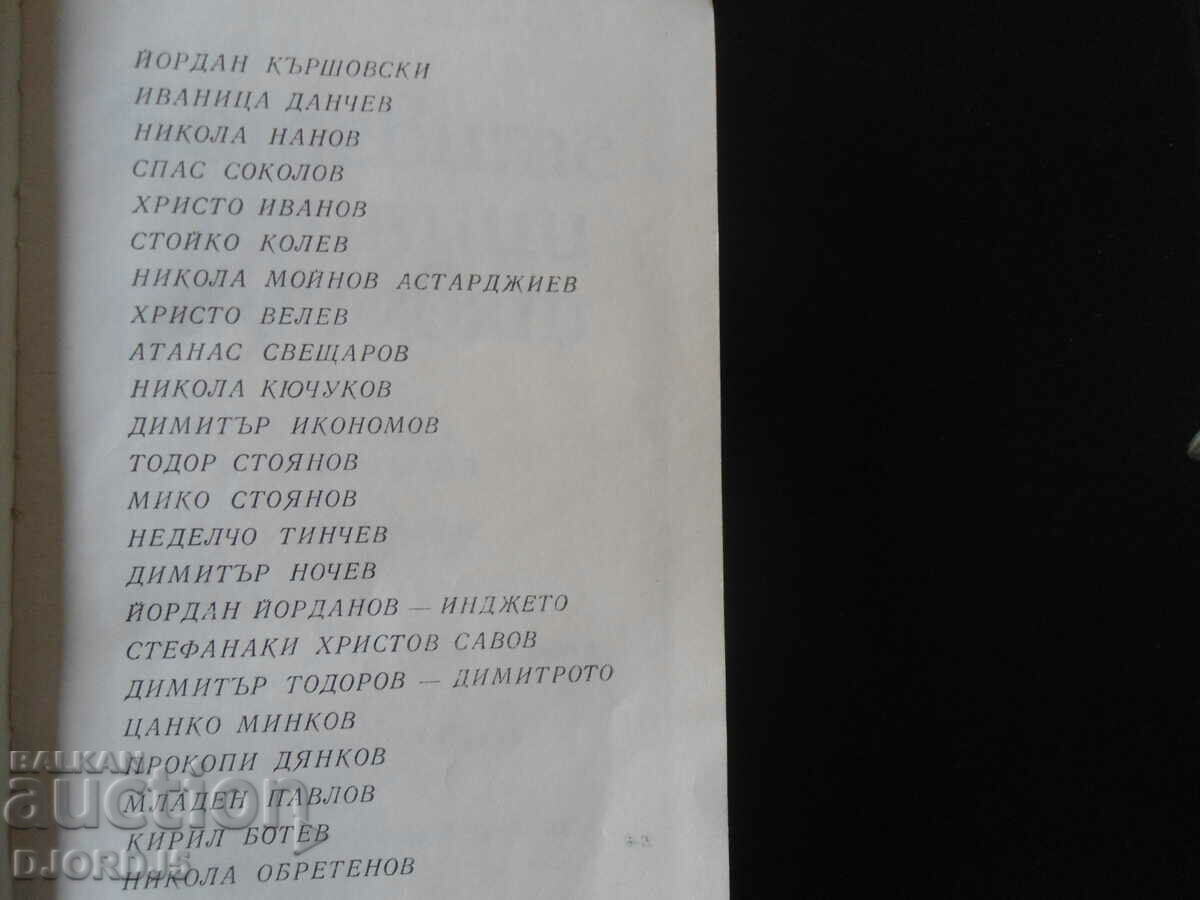 ЙОРДАН КЪРШОВСКИ
ИВАНИЦА ДАНЧЕВ
НИКОЛА НАНОВ
СПАС СОКОЛОВ
ХРИСТО ИВАНОВ
СТОЙКО КОЛЕВ
НИКОЛА МОЙНОВ АСТАРДЖИЕВ
ХРИСТО ВЕЛЕВ
АТАНАС СВЕЩАРОВ
НИКОЛА КЮЧУКОВ
ДИМИТЪР ИКОНОМОВ
ТОДОР СТОЯНОВ
МИКО СТОЯНОВ
НЕДЕЛЧО ТИНЧЕВ
ДИМИТЪР НОЧЕВ
ЙОРДАН ЙОРДАНОВ — ИНДЖЕТО
СТЕФАНАКИ ХРИСТОВ САВОВ
ДИМИТЪР ТОДОРОВ — ДИМИТРОТО
ЦАНКО МИНКОВ
ПРОКОПИ ДЯНКОВ
МЛАДЕН ПАВЛОВ
КИРИЛ БОТЕВ
НИКОЛА ОБРЕТЕНОВ
BALKAN
auction
DJORDJ5